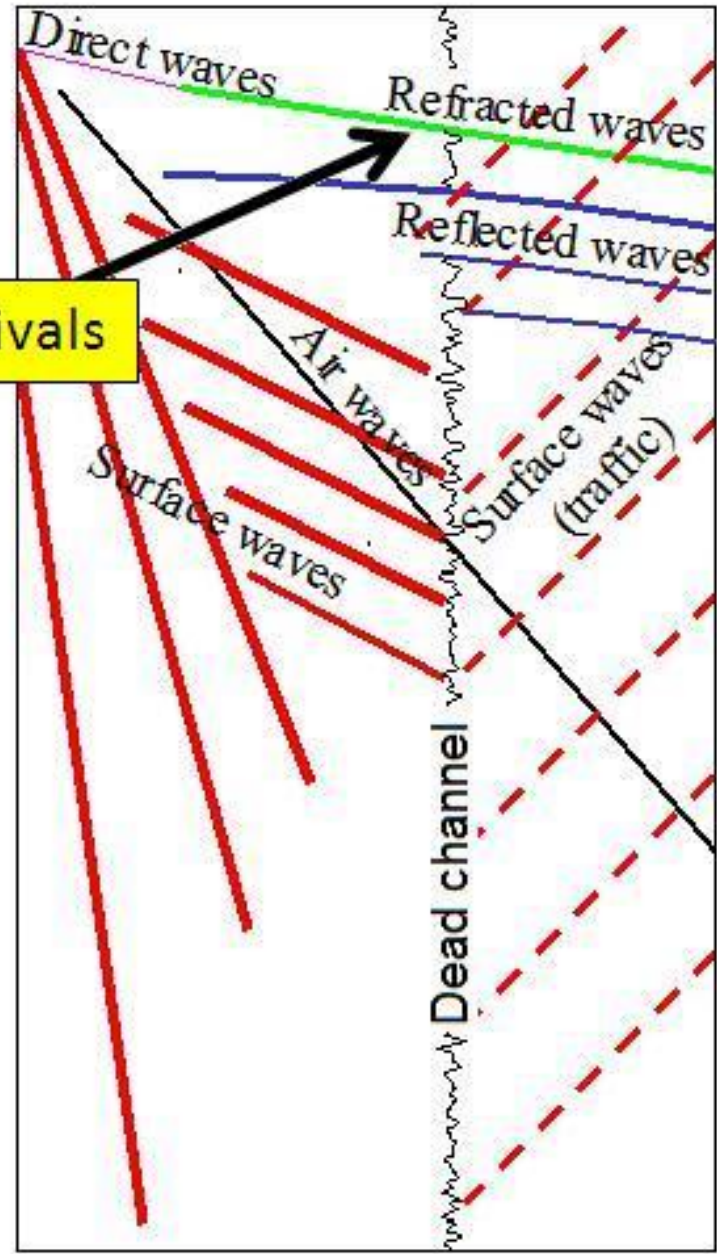 Direct waves
Refracted waves
Reflected waves
ivals
Air waves
Surface waves
Surface waves
(traffic)
Dead channel